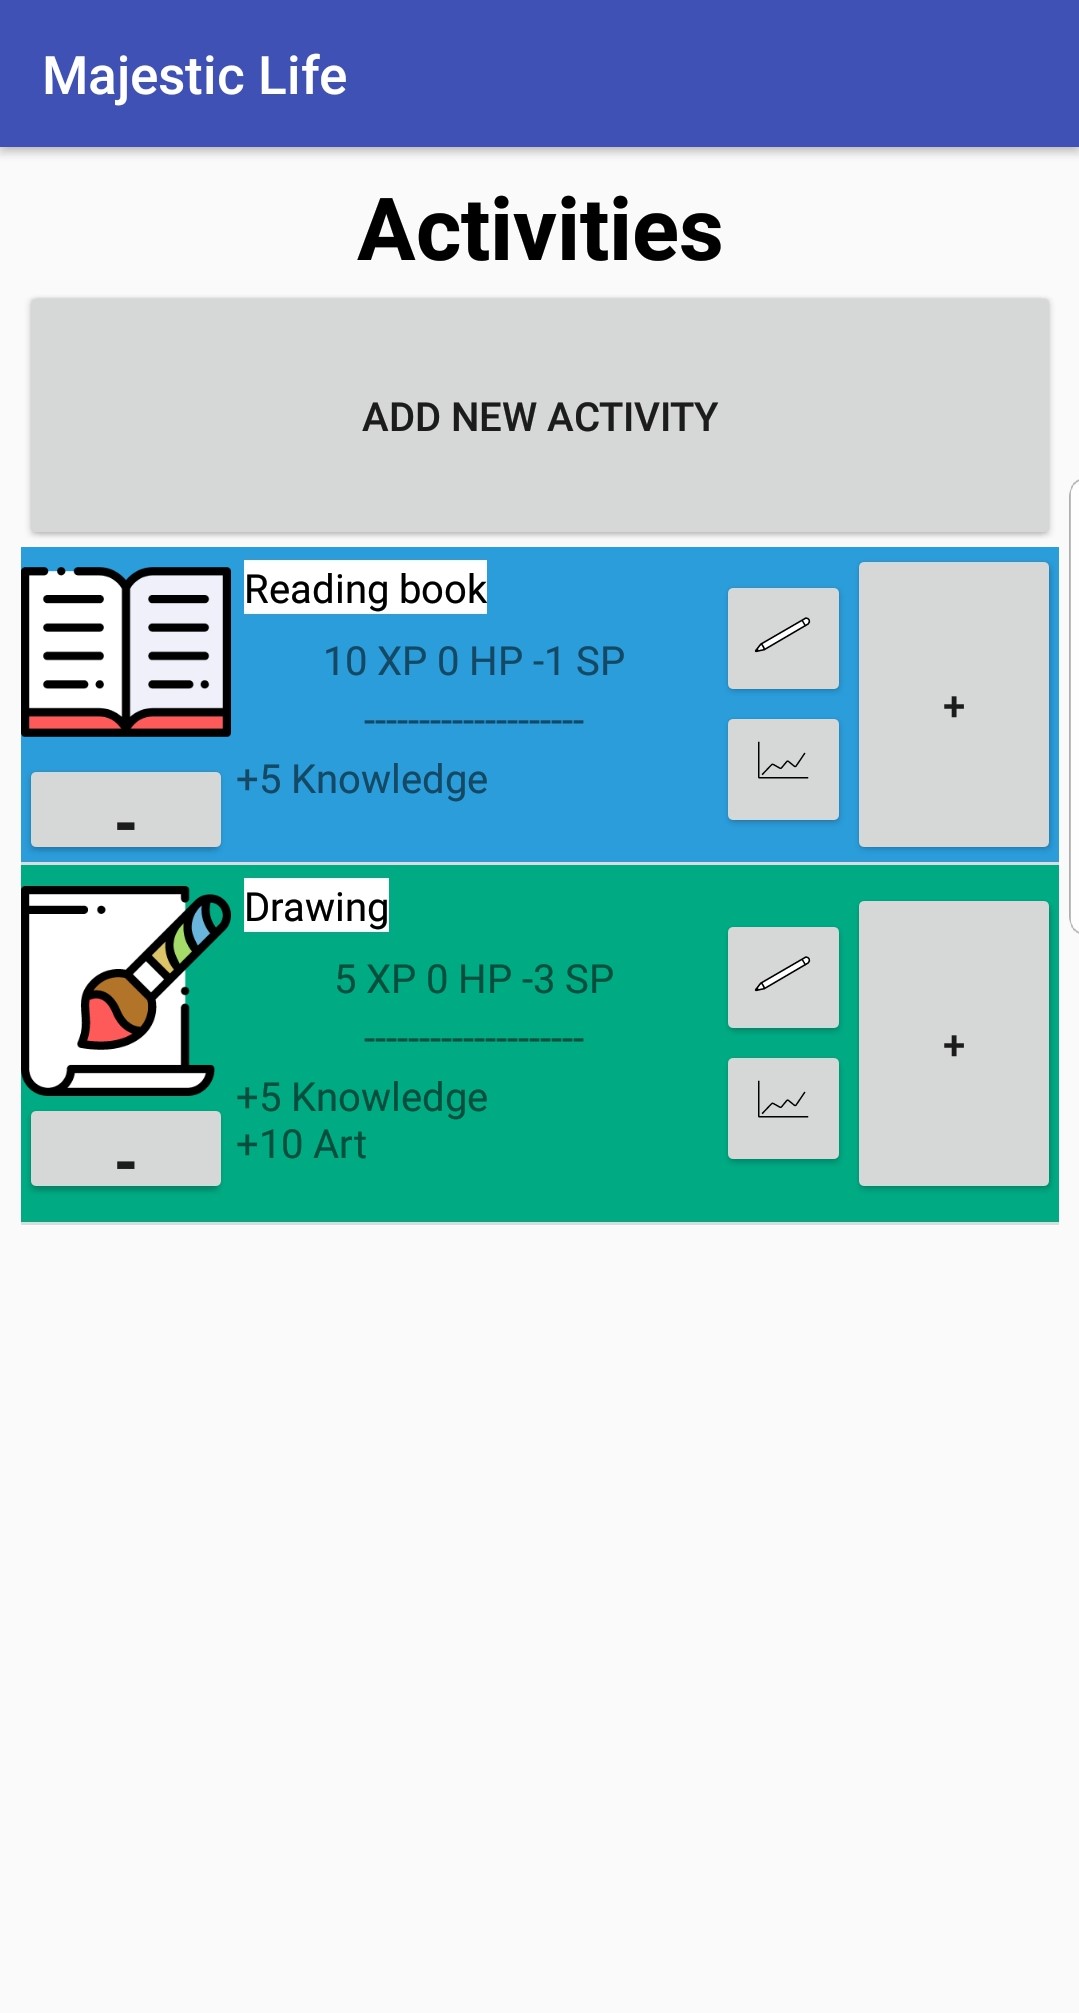 Majestic Life
Activities
ADD NEW ACTIVITY
Reading book
10 XP 0 HP -1 SP
--------------------
+5 Knowledge
-
+
Drawing
5 XP 0 HP -3 SP
--------------------
+5 Knowledge
+10 Art
-
+